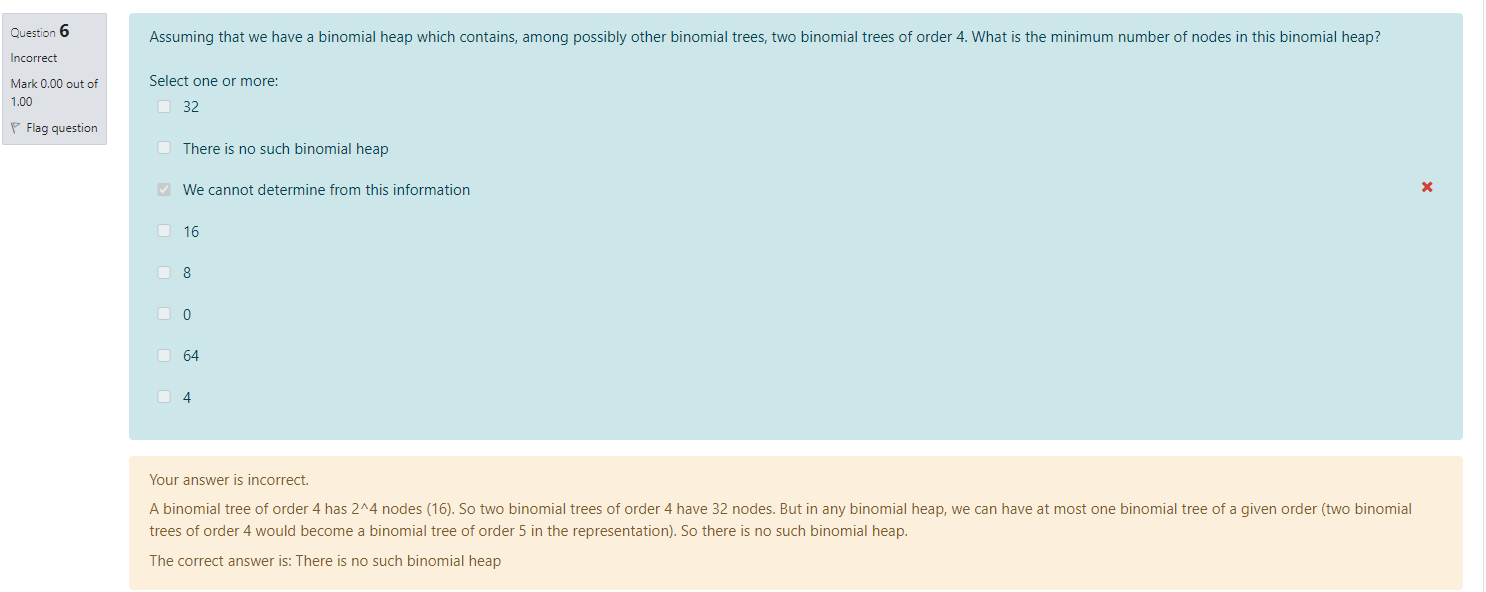 Question 6
Incorrect
Mark 0.00 out of
1.00
Flag question
Assuming that we have a binomial heap which contains, among possibly other binomial trees, two binomial trees of order 4. What is the minimum number of nodes in this binomial heap?
Select one or more:
32
There is no such binomial heap
We cannot determine from this information
16
8
0
64
4
Your answer is incorrect.
A binomial tree of order 4 has 2^4 nodes (16). So two binomial trees of order 4 have 32 nodes. But in any binomial heap, we can have at most one binomial tree of a given order (two binomial
trees of order 4 would become a binomial tree of order 5 in the representation). So there is no such binomial heap.
The correct answer is: There is no such binomial heap